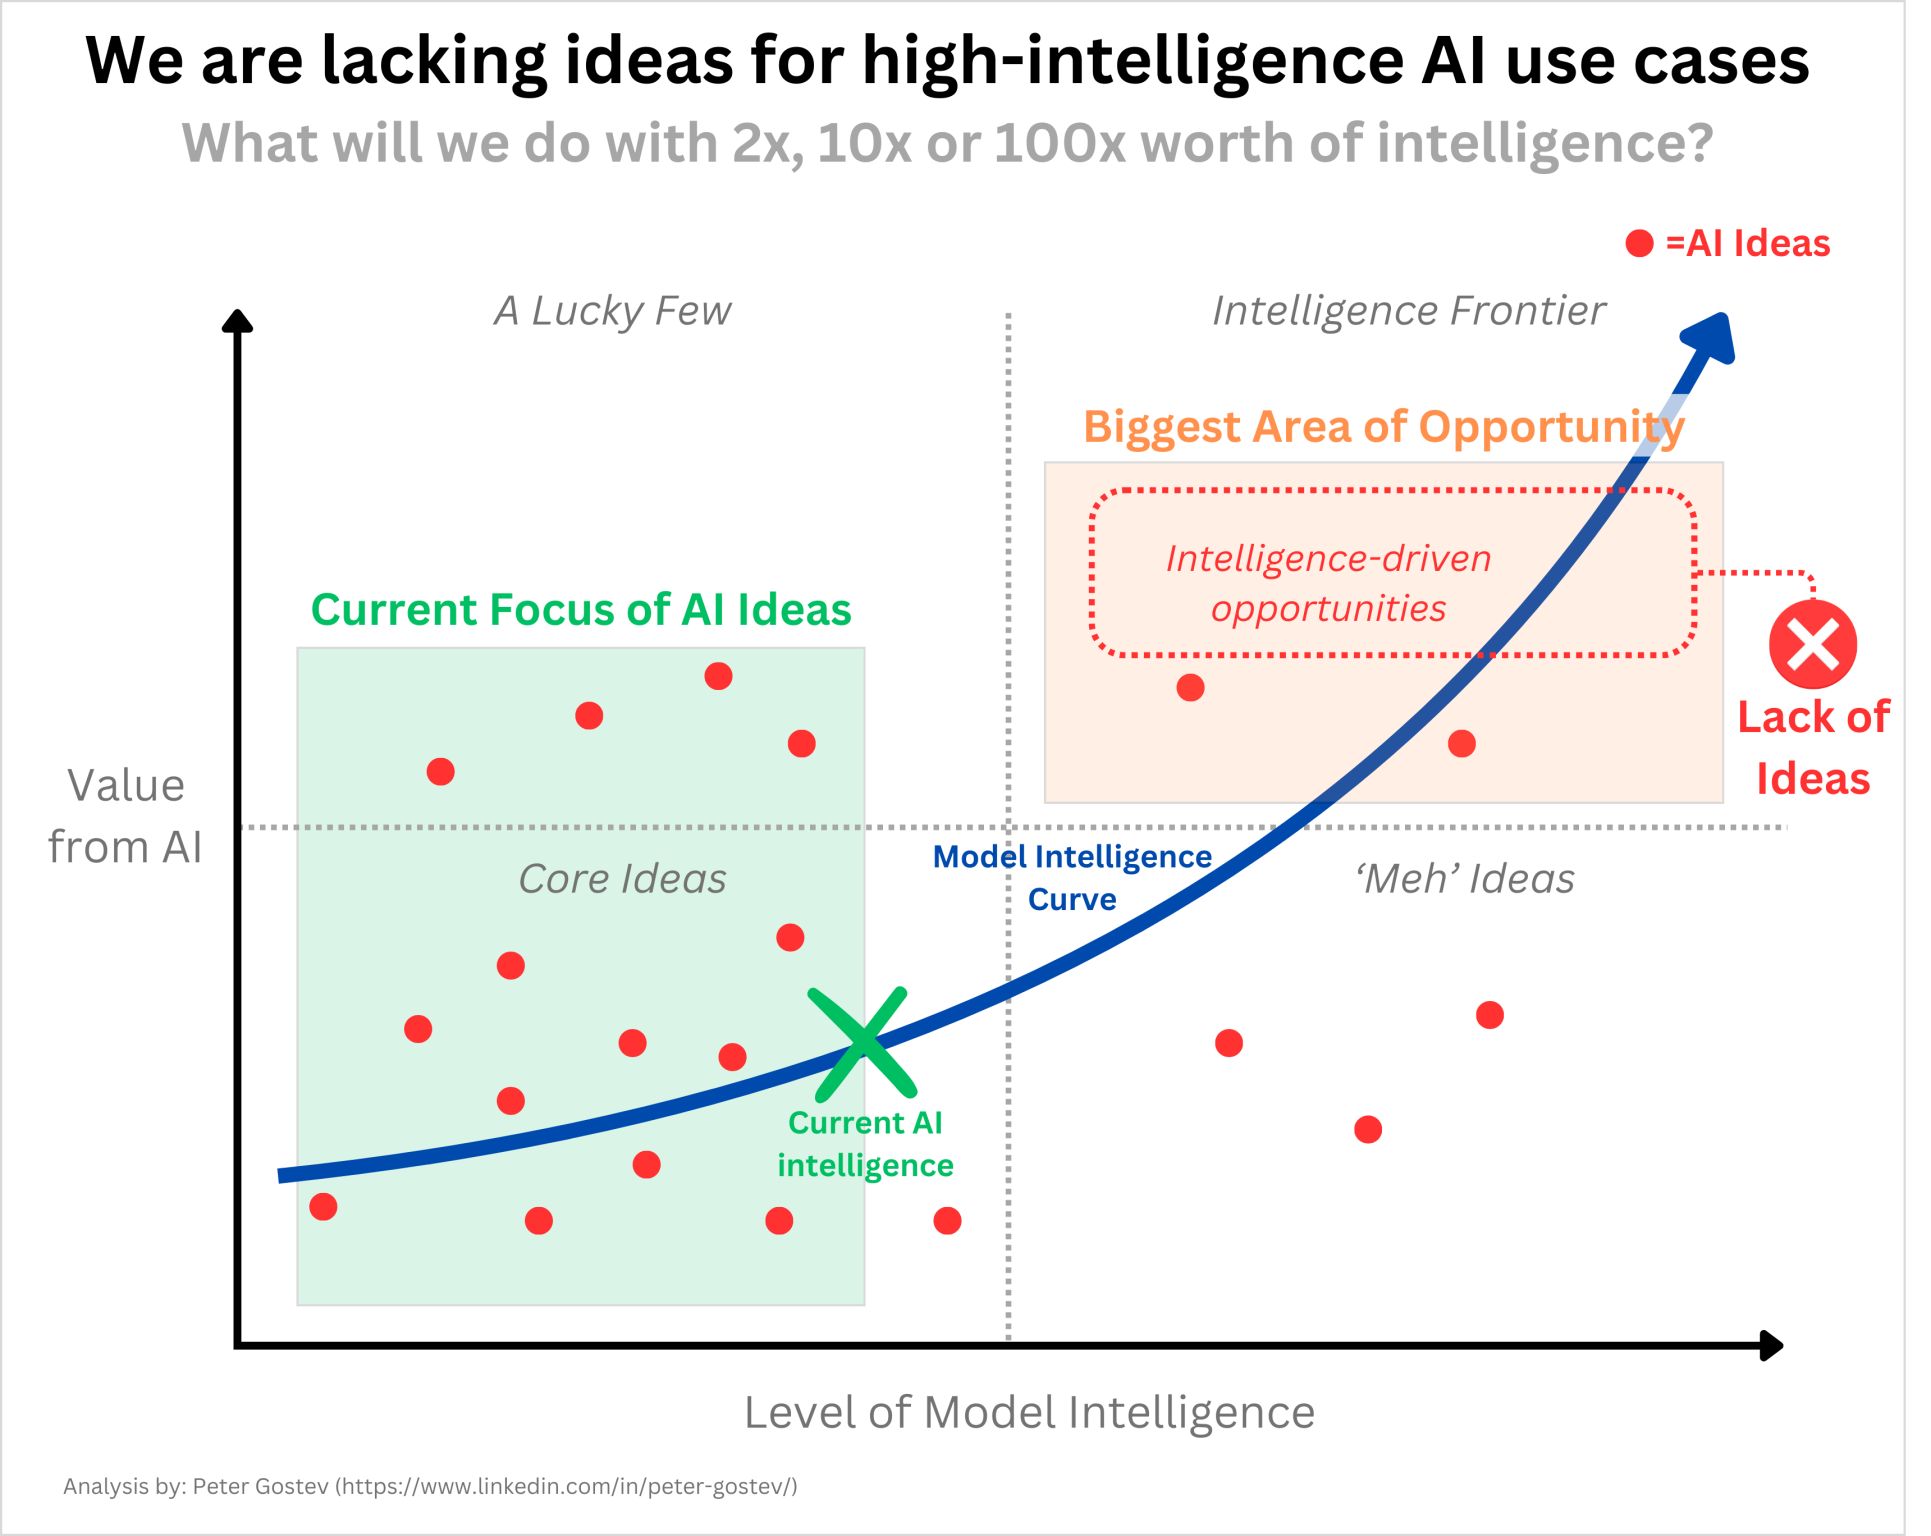 We are lacking ideas for high-intelligence AI use cases
What will we do with 2x, 10x or 100x worth of intelligence?
=AI Ideas
A Lucky Few
Intelligence Frontier
Biggest Area of Opportunity
Intelligence-driven
opportunities
Current Focus of AI Ideas
Lack of
Ideas
Value
from AI
Core Ideas
Model Intelligence
Curve
‘Meh’ Ideas
Current AI
intelligence
Level of Model Intelligence
Analysis by: Peter Gostev (https://www.linkedin.com/in/peter-gostev/)